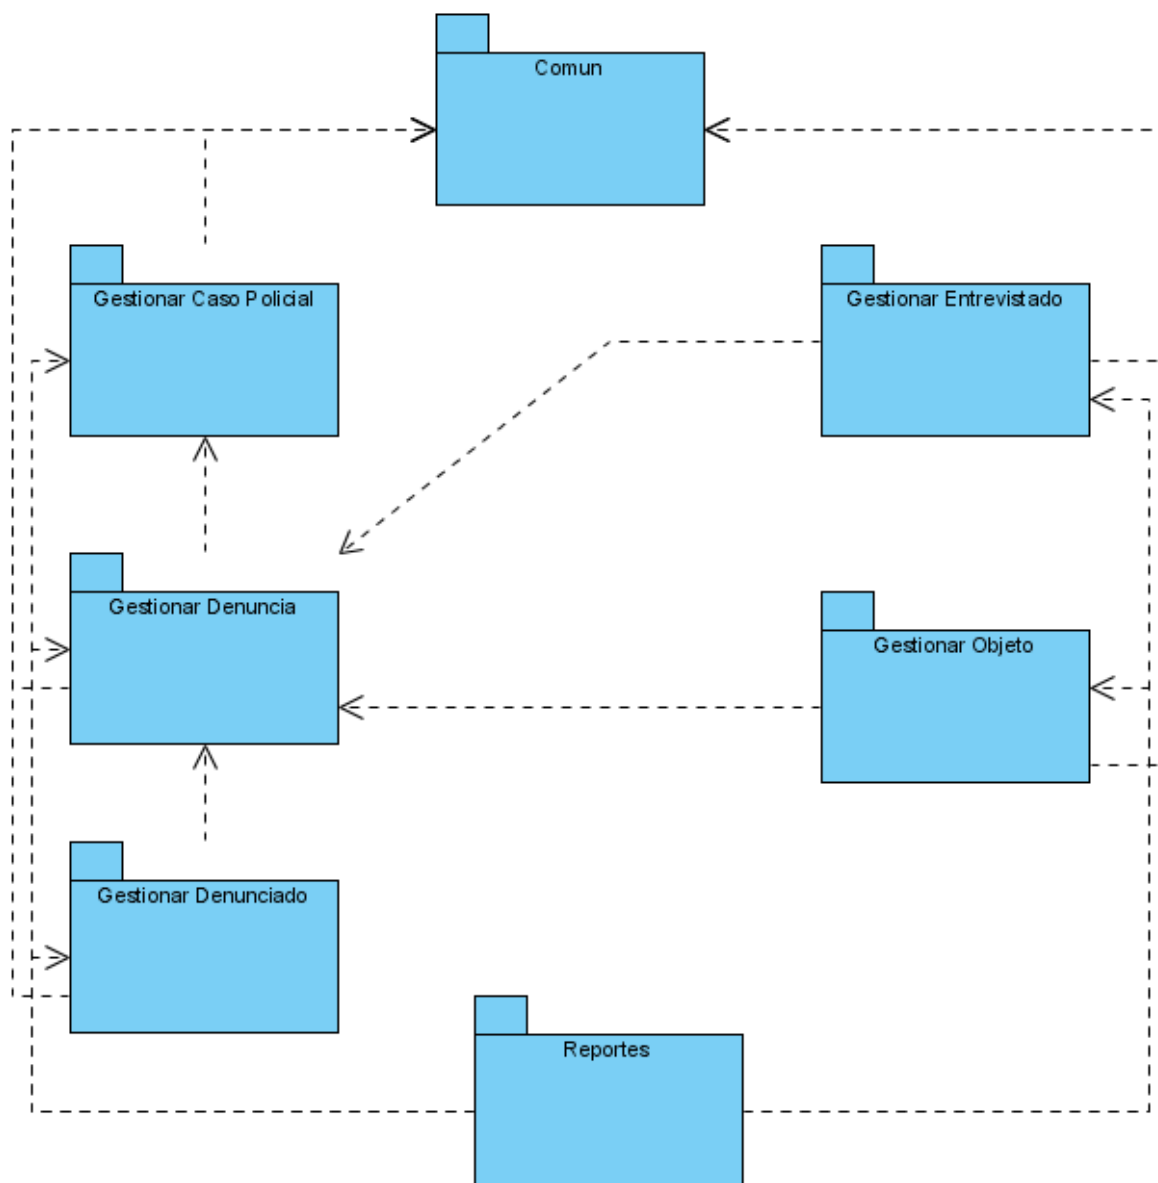 Comun
Gestionar Caso Policial
Gestionar Entrevistado
Gestionar Denuncia
Gestionar Objeto
Gestionar Denunciado
Reportes